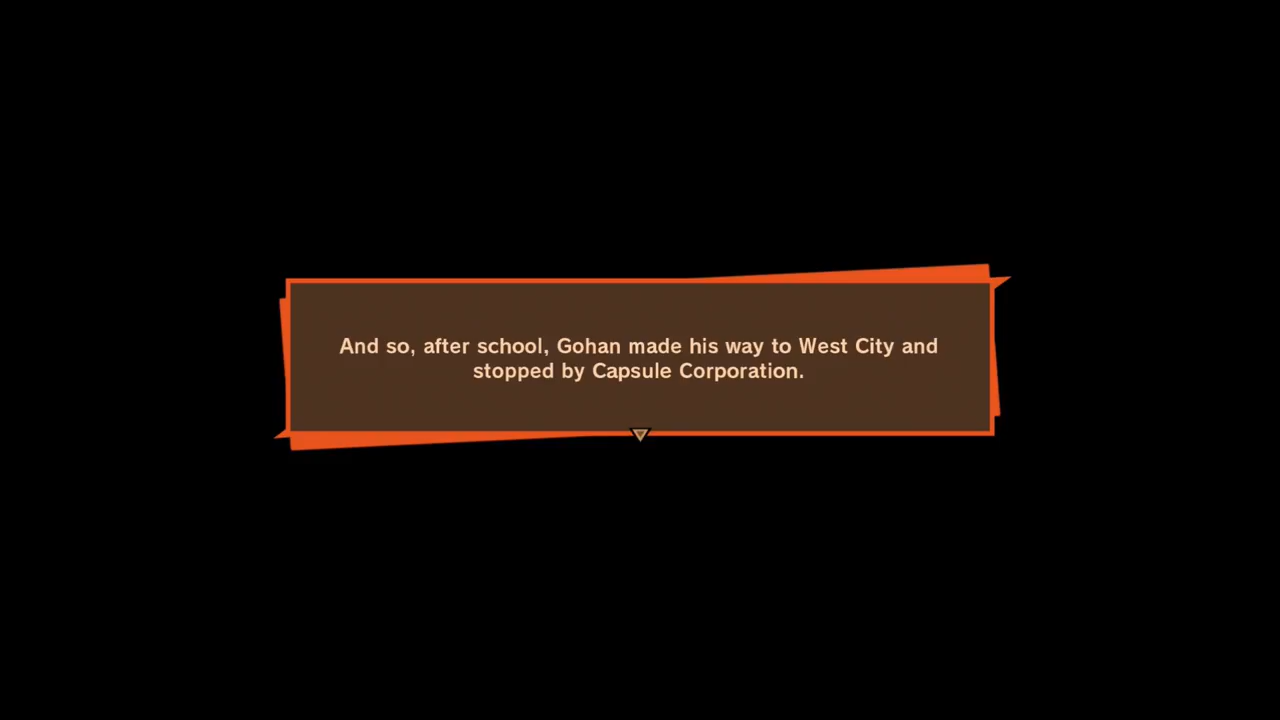 And so, after school, Gohan made his way to West City and
stopped by Capsule Corporation.